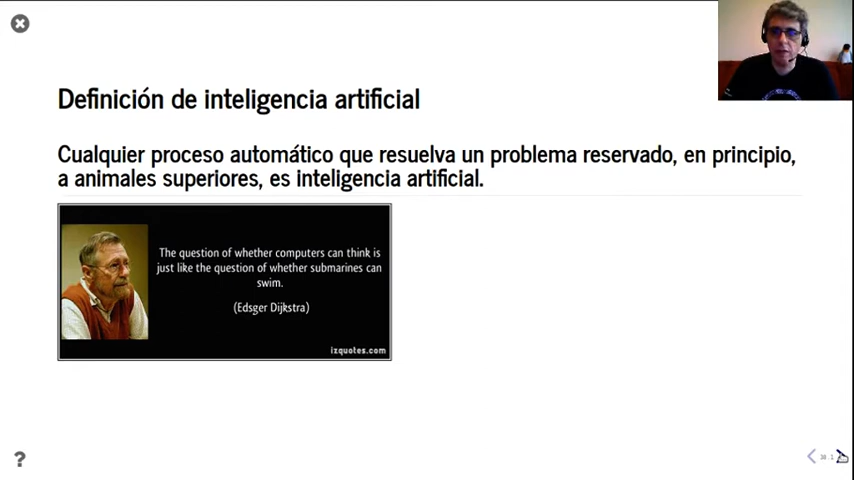 Definición de inteligencia artificial
Cualquier proceso automático que resuelva un problema reservado, en principio,
a animales superiores, es inteligencia artificial.
The question of whether computers can think is
just like the question of whether submarines can
swim.
(Edsger Dijkstra)
izquotes.com
?